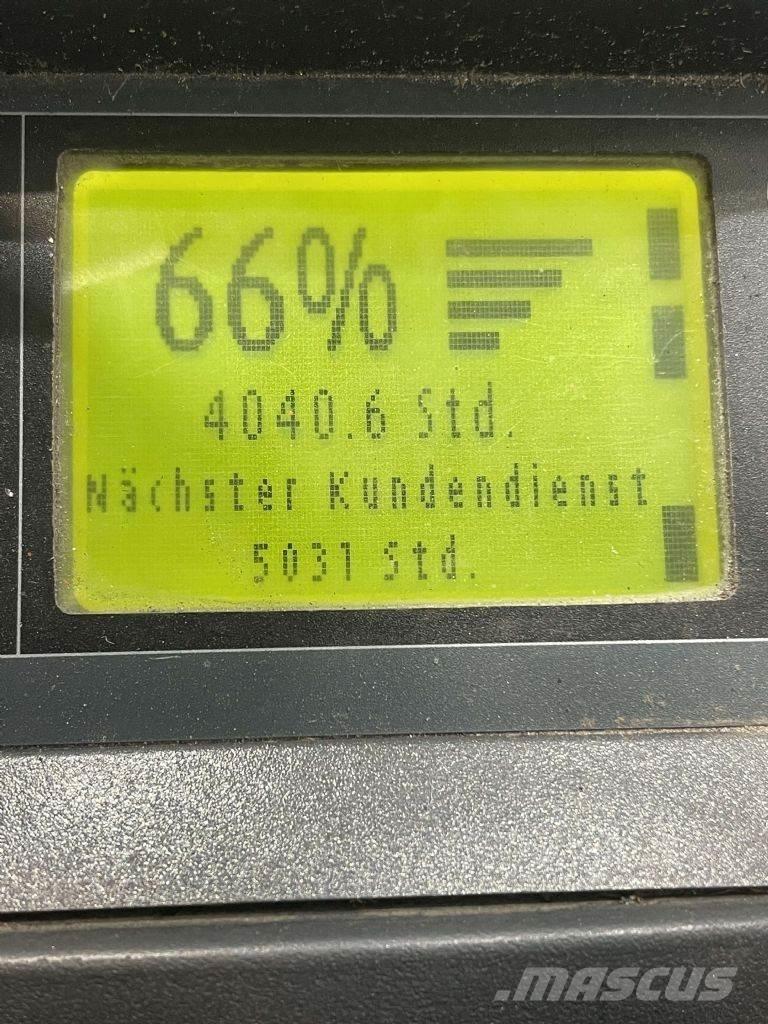 66%
4040.6 Std.
Nächster Kundendienst
5031 Std.
MASCUS